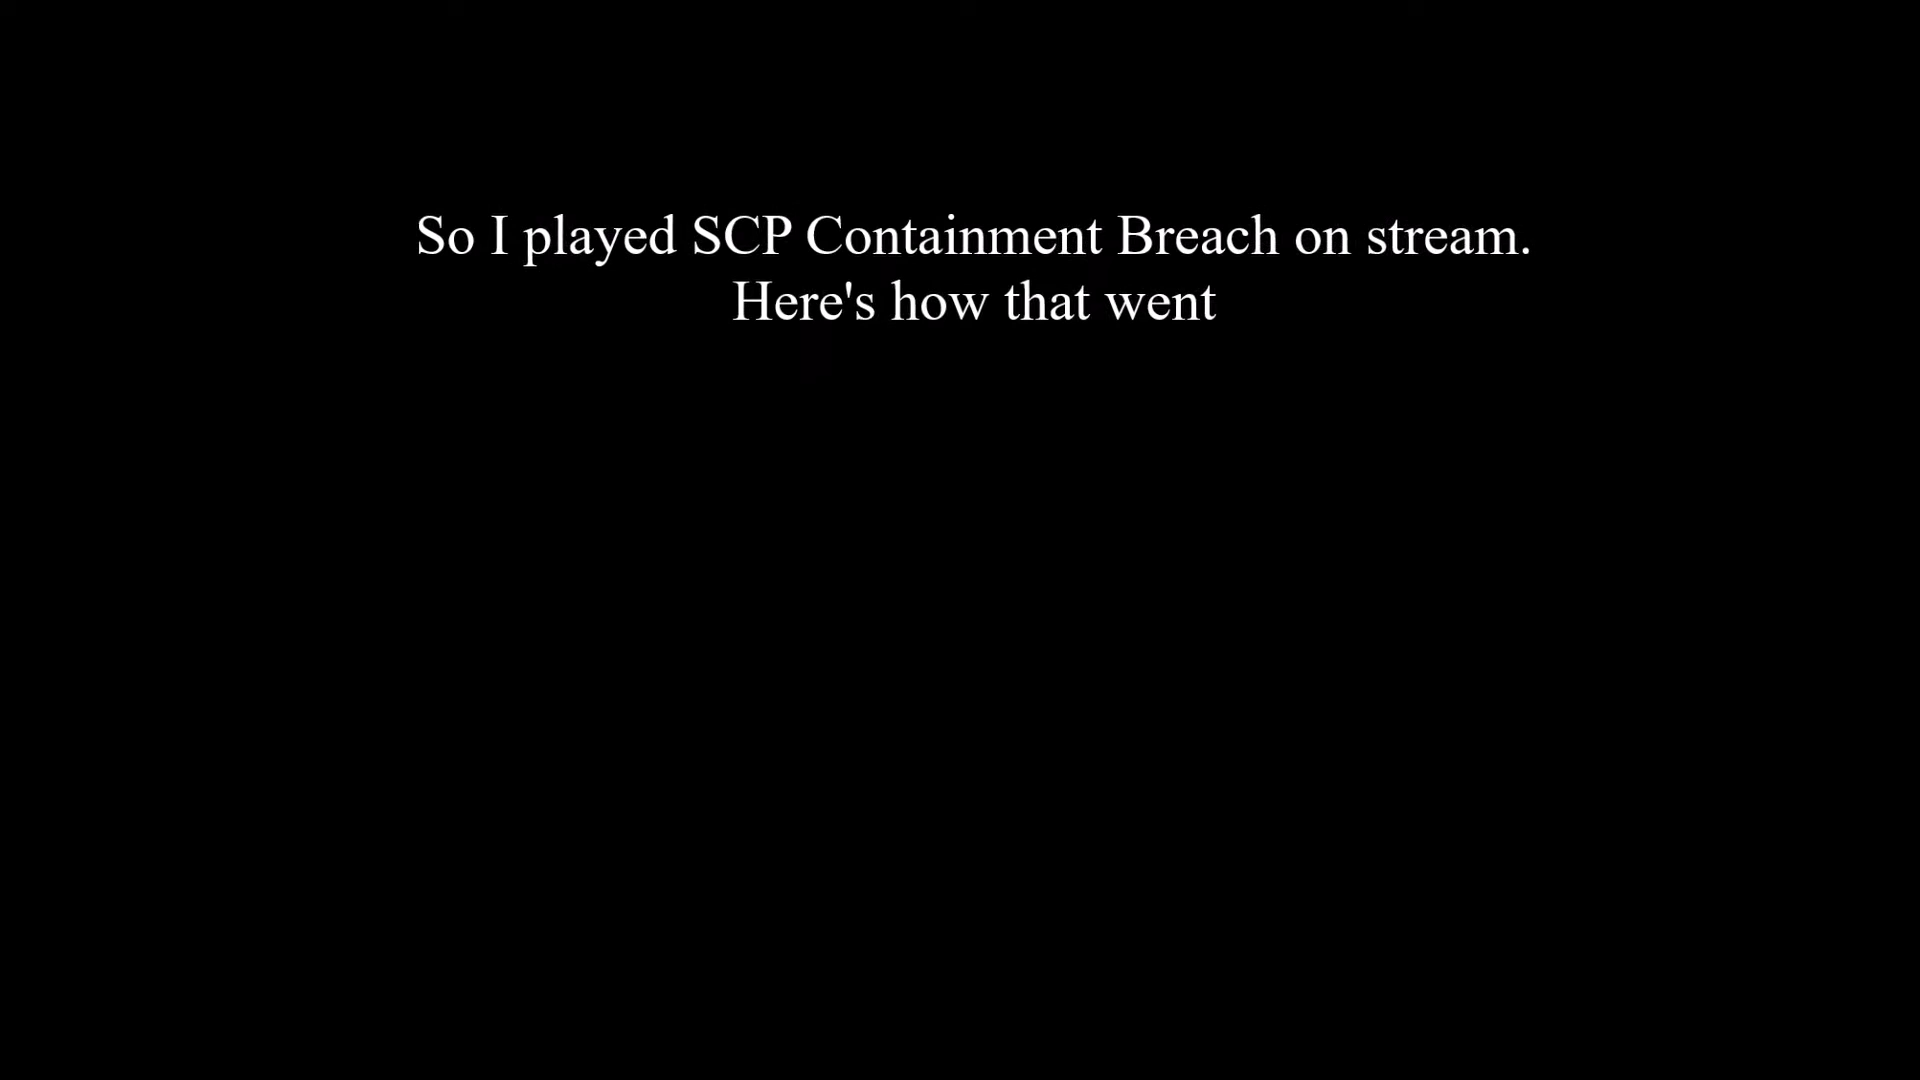 So I played SCP Containment Breach on stream.
Here's how that went